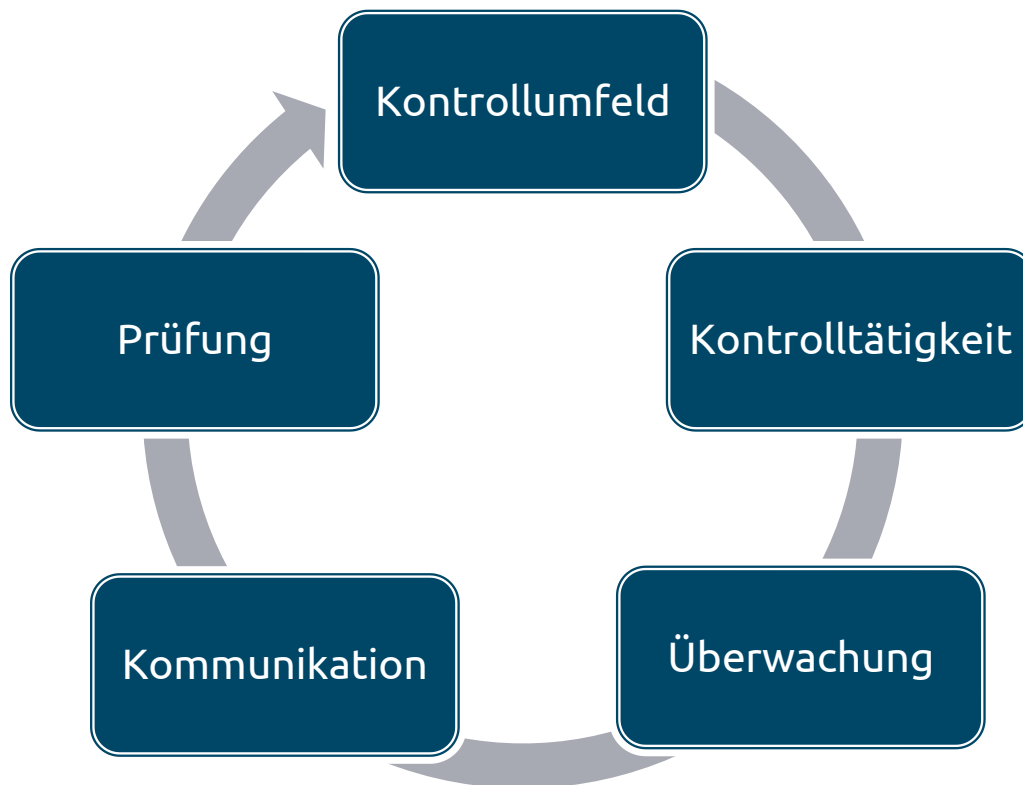 Kontrollumfeld
Kontrolltätigkeit
Überwachung
Kommunikation
Prüfung